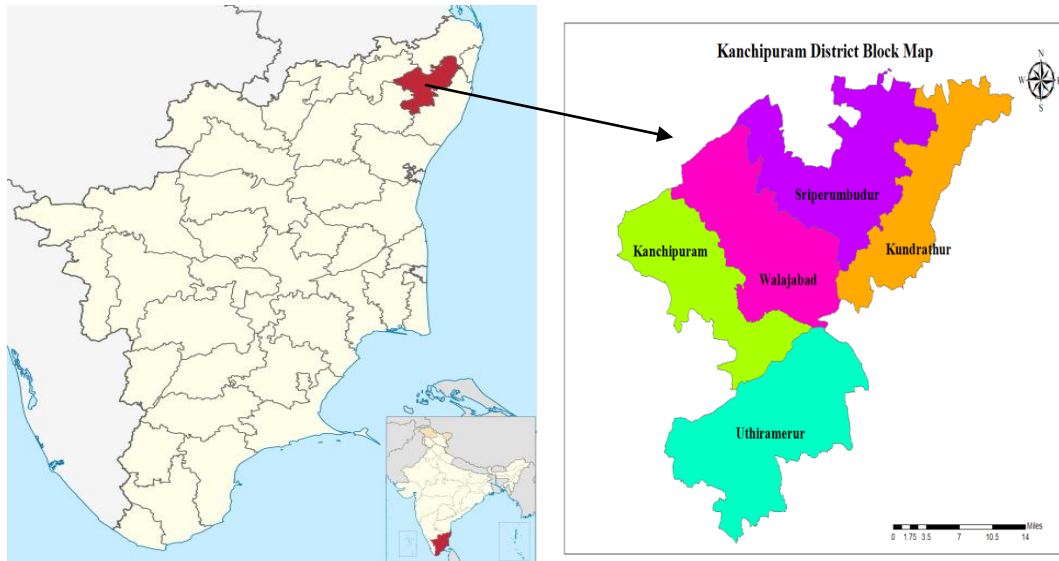 Kanchipuram District Block Map
N
W
E
S
Sriperumbudur
Kanchipuram
Kundrathur
Walajabad
Uthiramerur
Miles
0 1.75 3.5 7 10.5 14